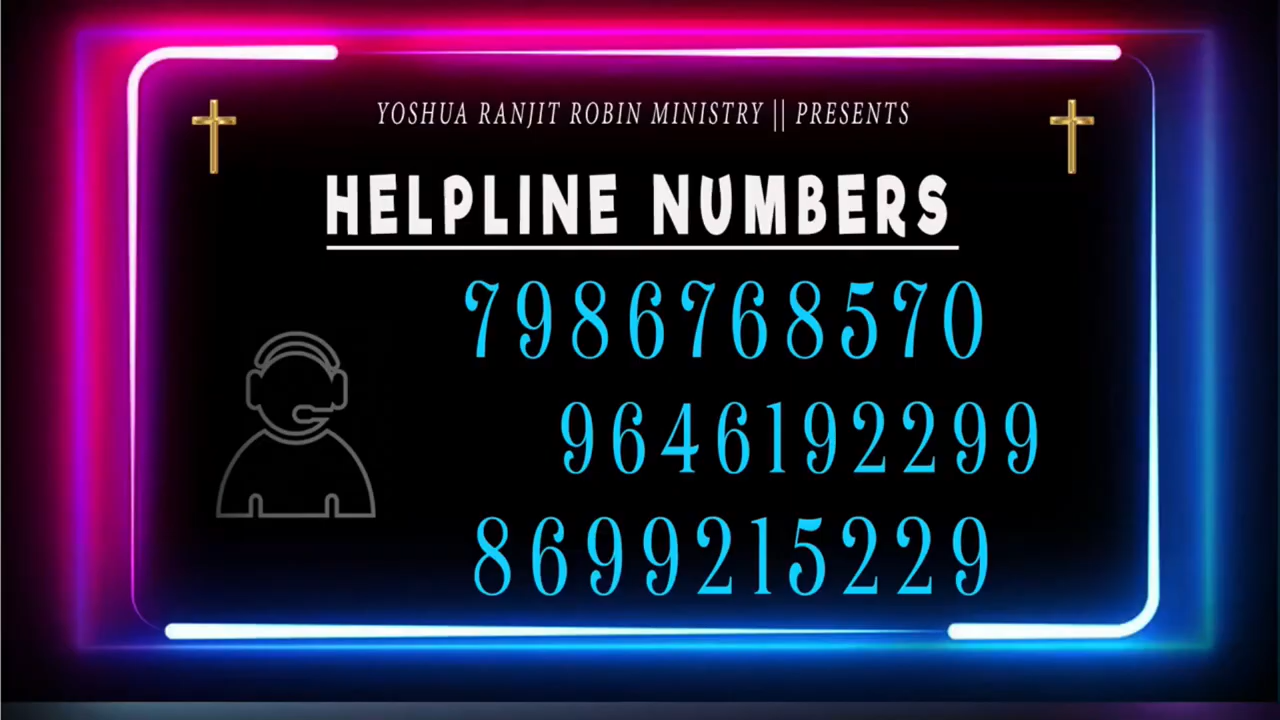 YOSHUA RANJIT ROBIN MINISTRY || PRESENTS
HELPLINE NUMBERS
7986768570
9646192299
8699215229